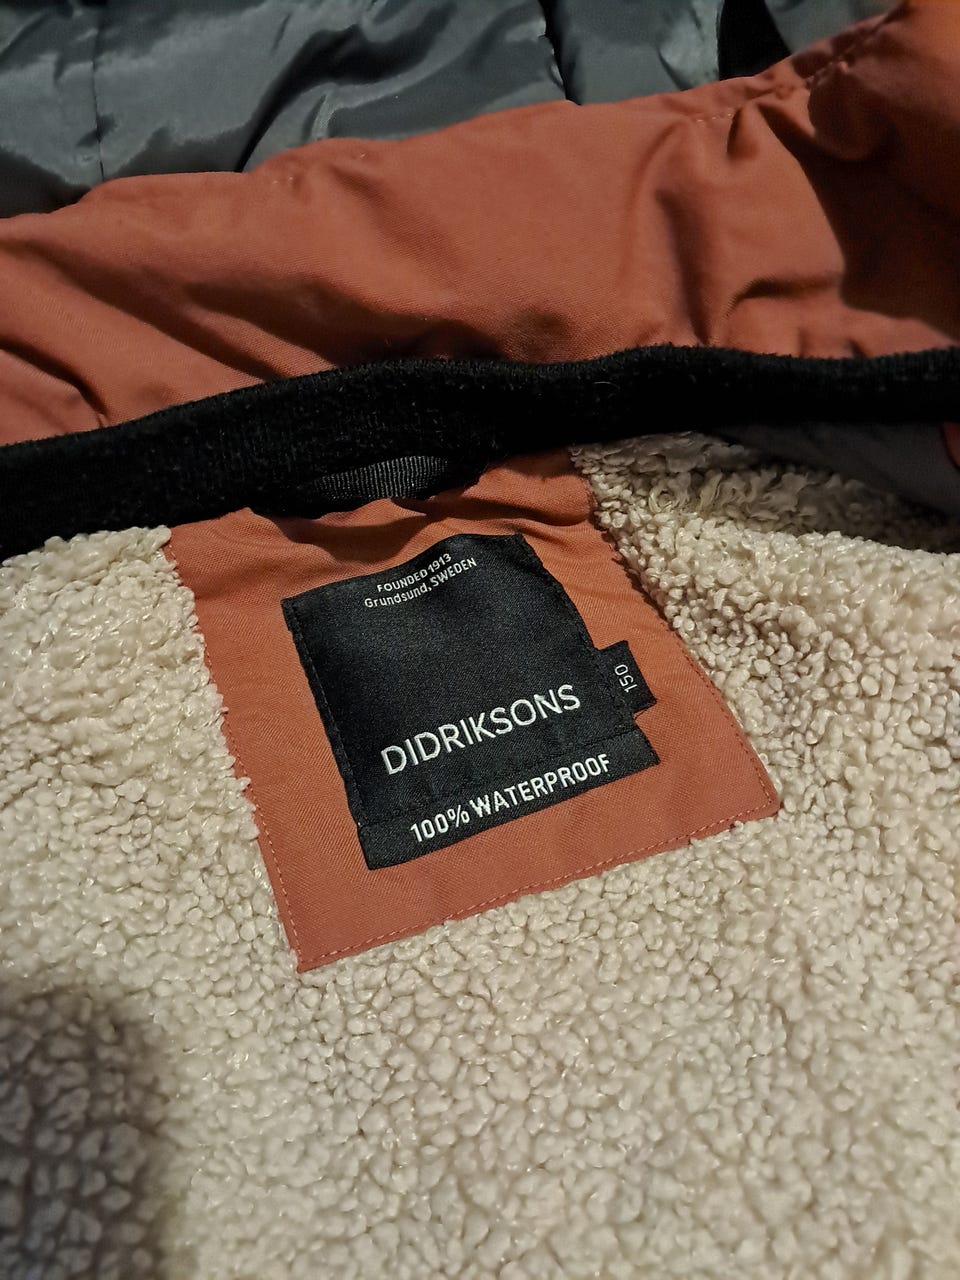 FOUNDED 1913
Grundsund, SWEDEN
150
DIDRIKSONS
100% WATERPROOF